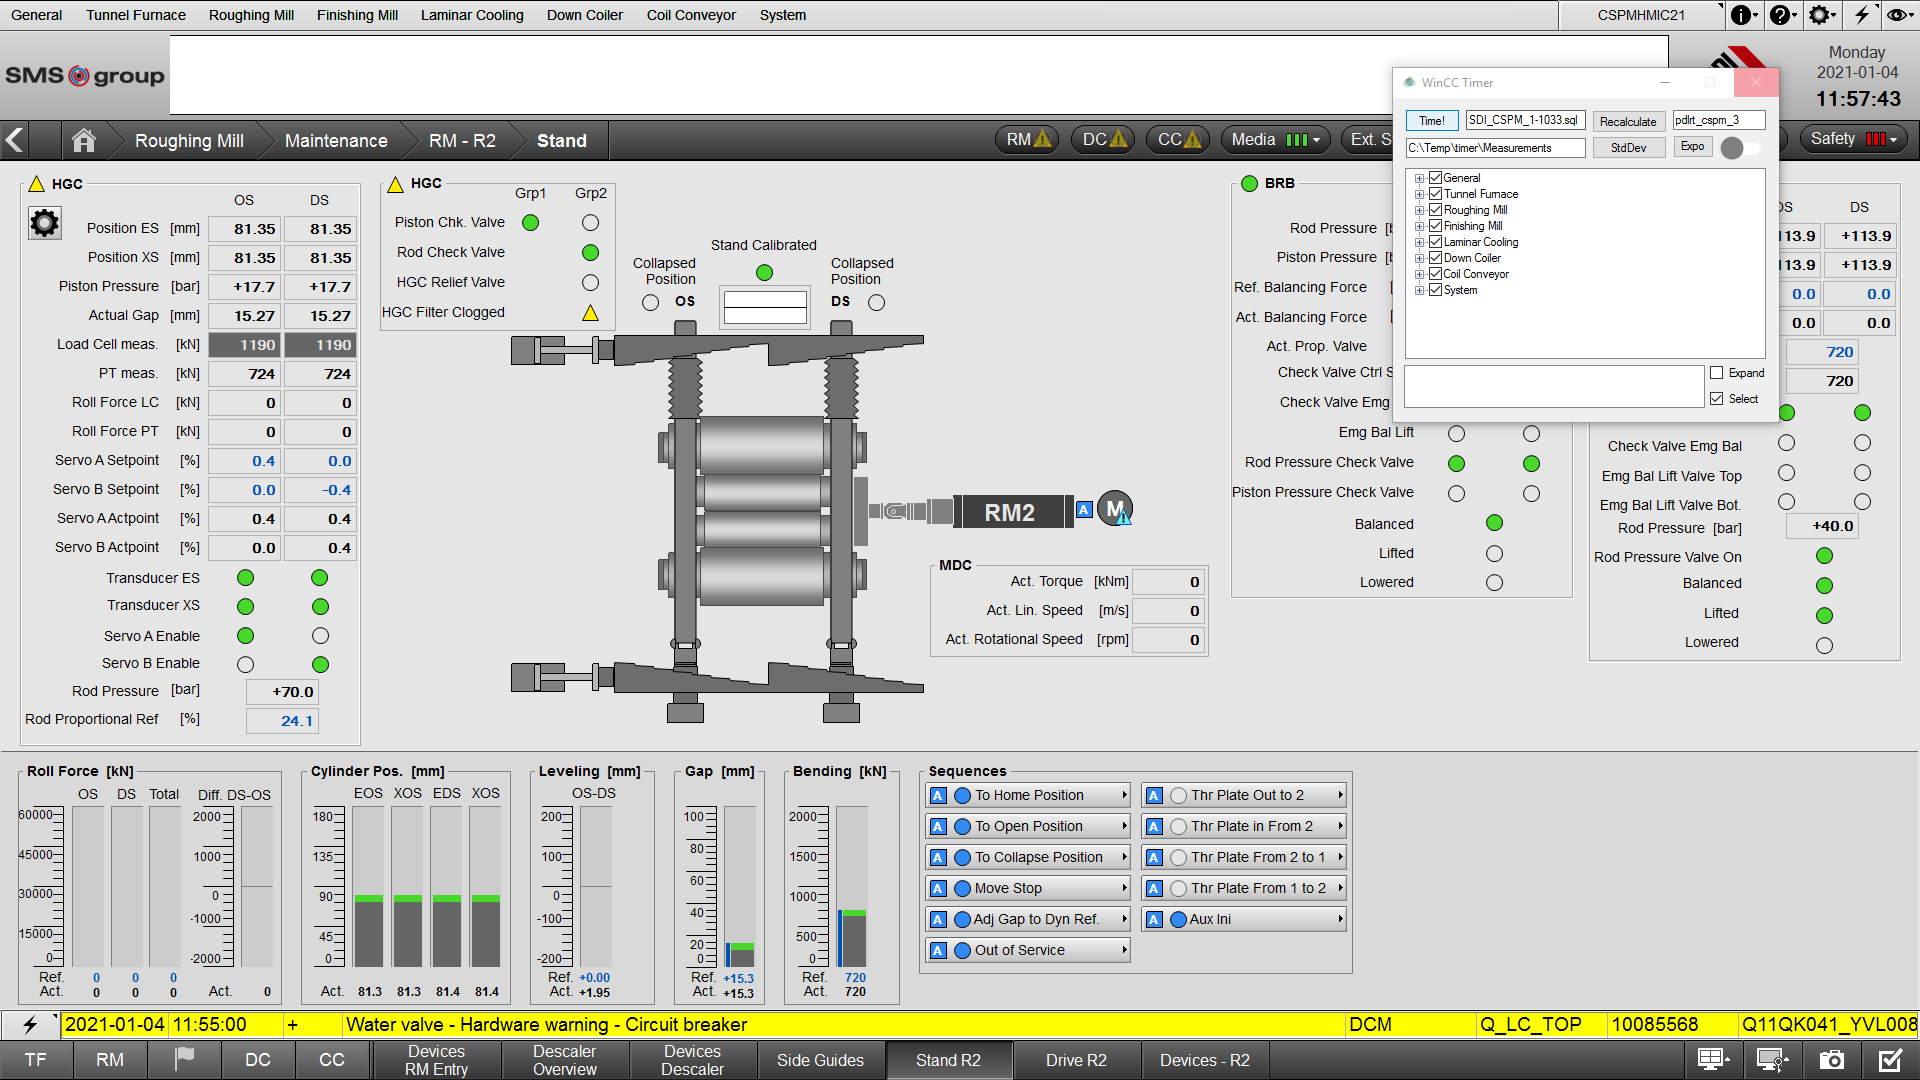 General Tunnel Furnace Roughing Mill Finishing Mill Laminar Cooling Down Coiler Coil Conveyor System CSPMHMIC21
SMS group
Monday
2021-01-04
11:57:43
Roughing Mill Maintenance RM - R2 Stand RM DC CC Media Ext. S Safety
WinCC Timer
Time! SDI_CSPM_1-1033.sql Recalculate pdlrt_cspm_3
C:\Temp\timer\Measurements StdDev Expo
General
Tunnel Furnace
Roughing Mill
Finishing Mill
Laminar Cooling
Down Coiler
Coil Conveyor
System
Expand
Select
HGC
OS DS
Position ES [mm] 81.35 81.35
Position XS [mm] 81.35 81.35
Piston Pressure [bar] +17.7 +17.7
Actual Gap [mm] 15.27 15.27
Load Cell meas. [kN] 1190 1190
PT meas. [kN] 724 724
Roll Force LC [kN] 0 0
Roll Force PT [kN] 0 0
Servo A Setpoint [%] 0.4 0.0
Servo B Setpoint [%] 0.0 -0.4
Servo A Actpoint [%] 0.4 0.4
Servo B Actpoint [%] 0.0 0.4
Transducer ES
Transducer XS
Servo A Enable
Servo B Enable
Rod Pressure [bar] +70.0
Rod Proportional Ref [%] 24.1
HGC
Grp1 Grp2
Piston Chk. Valve
Rod Check Valve
HGC Relief Valve
HGC Filter Clogged
Stand Calibrated
Collapsed Position OS
Collapsed Position DS
RM2 A M
MDC
Act. Torque [kNm] 0
Act. Lin. Speed [m/s] 0
Act. Rotational Speed [rpm] 0
BRB
Rod Pressure
Piston Pressure
Ref. Balancing Force
Act. Balancing Force
Act. Prop. Valve
Check Valve Ctrl S
Check Valve Emg
Emg Bal Lift
Rod Pressure Check Valve
Piston Pressure Check Valve
Balanced
Lifted
Lowered
DS
113.9 +113.9
113.9 +113.9
0.0 0.0
0.0 0.0
720
720
Check Valve Emg Bal
Emg Bal Lift Valve Top
Emg Bal Lift Valve Bot.
Rod Pressure [bar] +40.0
Rod Pressure Valve On
Balanced
Lifted
Lowered
Roll Force [kN]
OS DS Total Diff. DS-OS
60000 2000
45000 1000
30000 0
-1000
15000
0 -2000
Ref. 0 0 0
Act. 0 0 0 Act. 0
Cylinder Pos. [mm]
EOS XOS EDS XOS
180
135
90
45
0
Act. 81.3 81.3 81.4 81.4
Leveling [mm]
OS-DS
200
100
0
-100
-200
Ref. +0.00
Act. +1.95
Gap [mm]
100
80
60
40
20
0
Ref. +15.3
Act. +15.3
Bending [kN]
2000
1500
1000
500
0
Ref. 720
Act. 720
Sequences
A To Home Position A Thr Plate Out to 2
A To Open Position A Thr Plate in From 2
A To Collapse Position A Thr Plate From 2 to 1
A Move Stop A Thr Plate From 1 to 2
A Adj Gap to Dyn Ref. A Aux Ini
A Out of Service
2021-01-04 11:55:00 + Water valve - Hardware warning - Circuit breaker DCM Q_LC_TOP 10085568 Q11QK041_YVL008
TF RM DC CC Devices RM Entry Descaler Overview Devices Descaler Side Guides Stand R2 Drive R2 Devices - R2